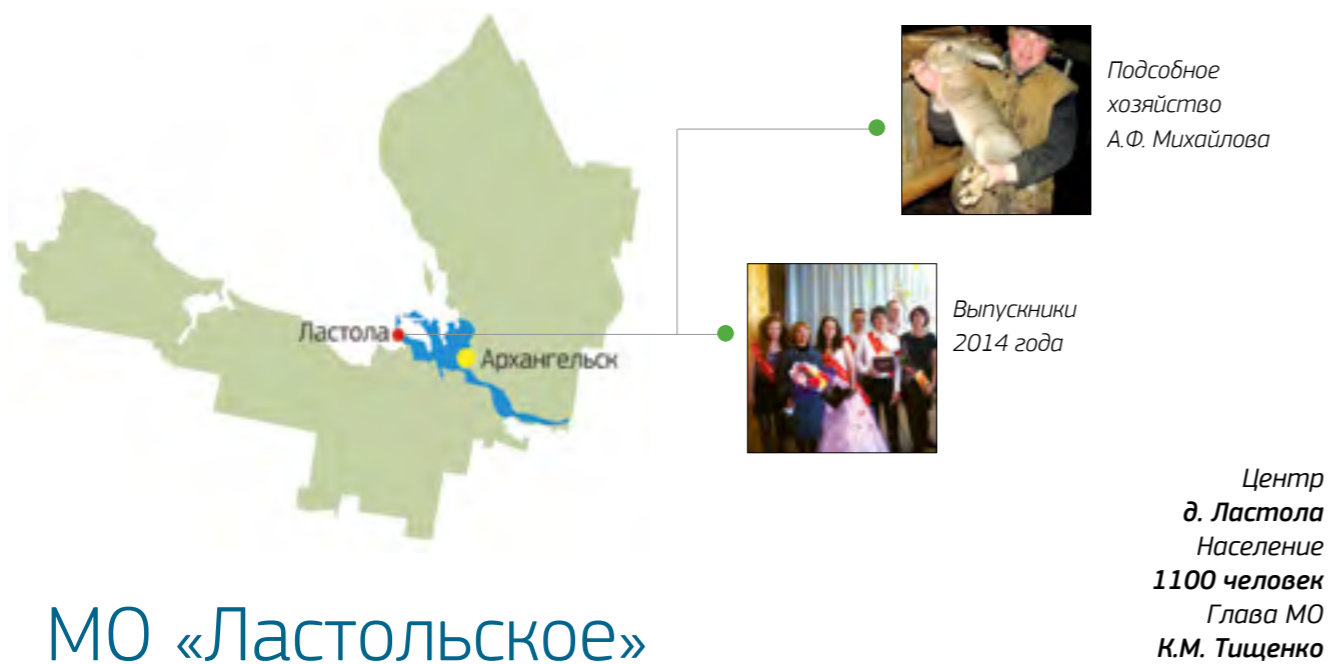 Подсобное
хозяйство
А.Ф. Михайлова
Ластола
Архангельск
Выпускники
2014 года
Центр
д. Ластола
Население
1100 человек
Глава МО
К.М. Тищенко
МО «Ластольское»